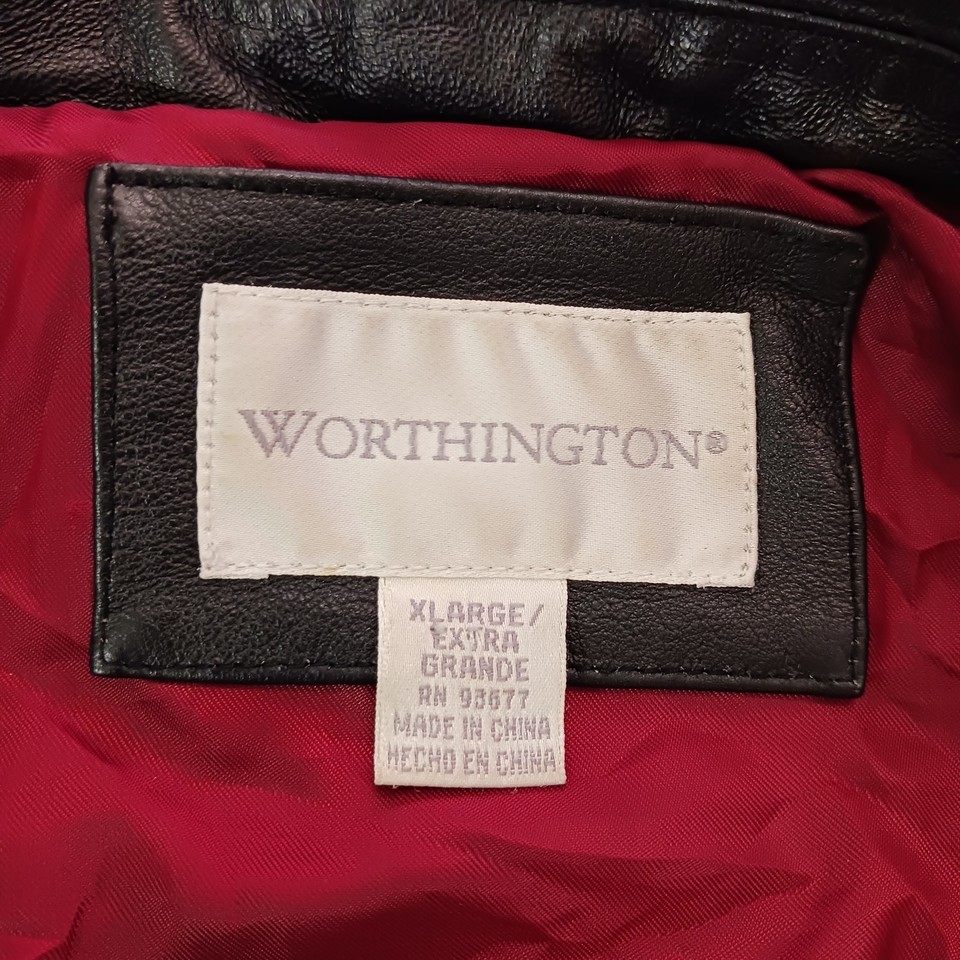 WORTHINGTON®
XLARGE/
EXTRA
GRANDE
RN 93677
MADE IN CHINA
HECHO EN CHINA